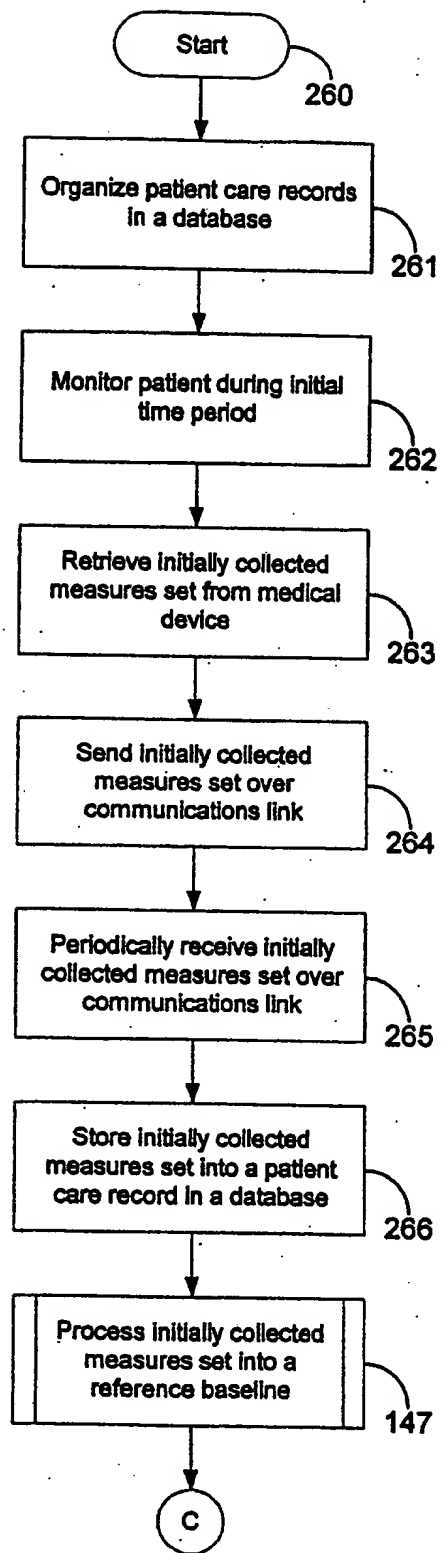 Start
260
Organize patient care records
in a database
261
Monitor patient during initial
time period
262
Retrieve initially collected
measures set from medical
device
263
Send initially collected
measures set over
communications link
264
Periodically receive initially
collected measures set over
communications link
265
Store initially collected
measures set into a patient
care record in a database
266
Process initially collected
measures set into a
reference baseline
147
C